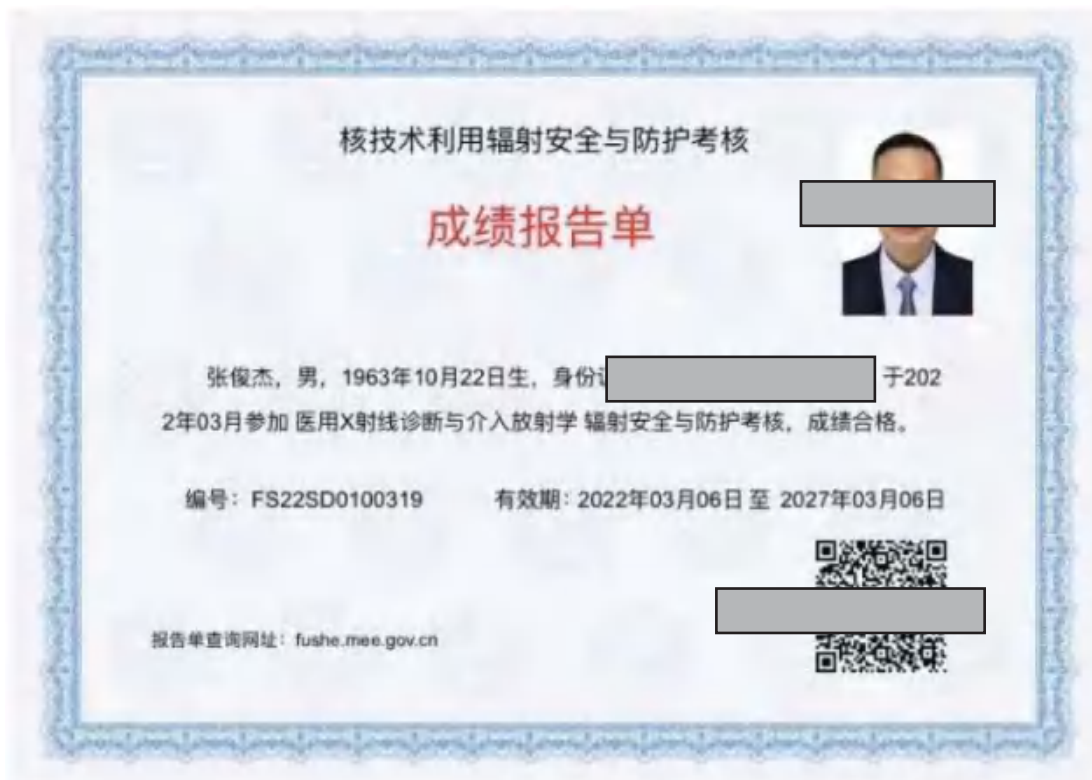 核技术利用辐射安全与防护考核
成绩报告单
张俊杰，男，1963年10月22日生，身份 于202
2年03月参加 医用X射线诊断与介入放射学 辐射安全与防护考核，成绩合格。
编号：FS22SD0100319 有效期：2022年03月06日 至 2027年03月06日
报告单查询网址：fushe.mee.gov.cn